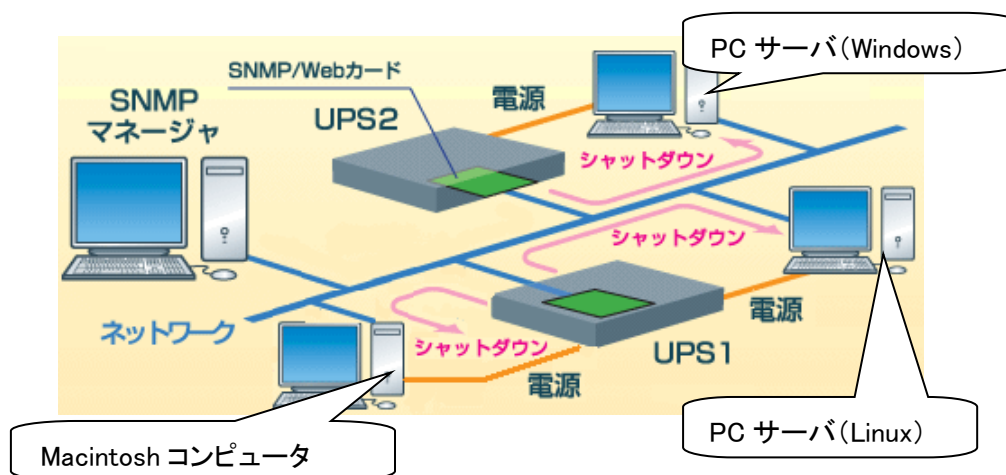 PC サーバ（Windows）
SNMP/Webカード
電源
SNMP
マネージャ
UPS2
シャットダウン
シャットダウン
ネットワーク
シャットダウン
電源
UPS1
電源
PC サーバ（Linux）
Macintosh コンピュータ